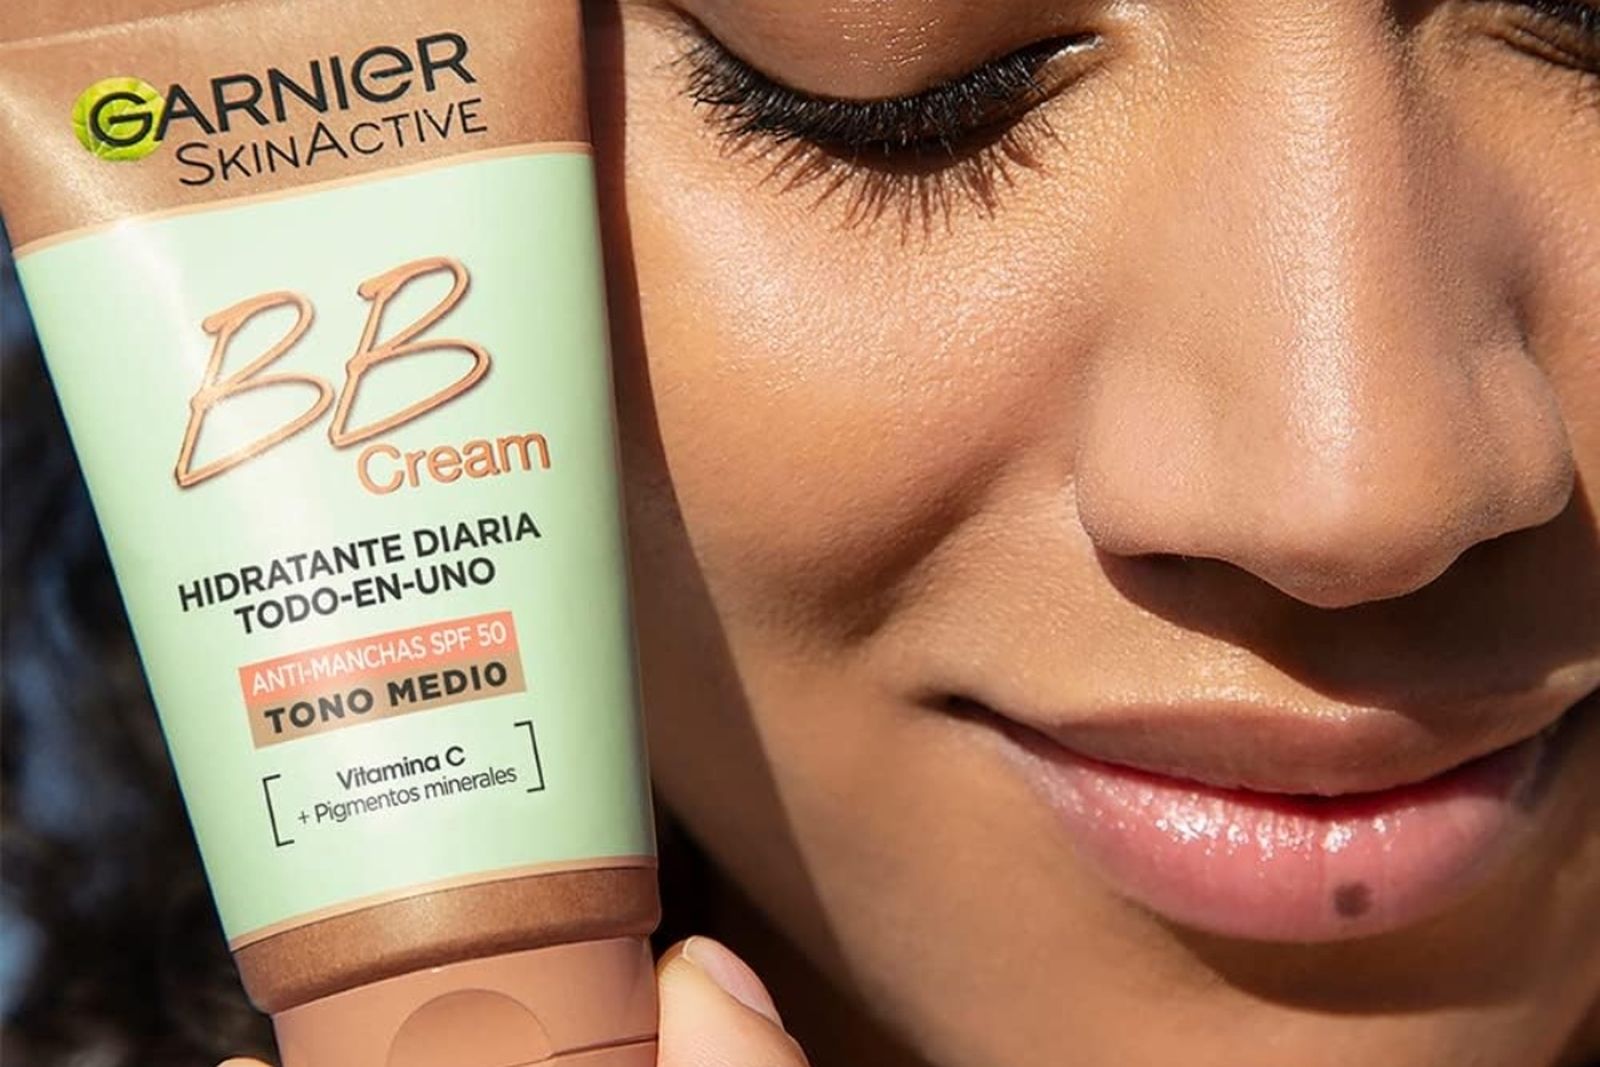 GARNIER
SKINACTIVE
BB
Cream
HIDRATANTE DIARIA
TODO-EN-UNO
ANTI-MANCHAS SPF 50
TONO MEDIO
Vitamina C
+ Pigmentos minerales